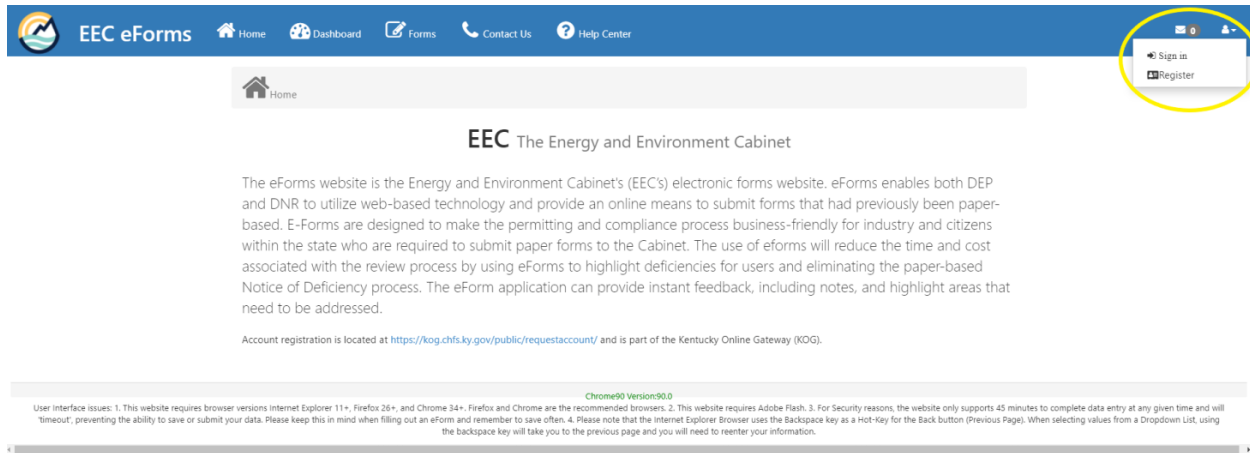 EEC eForms Home Dashboard Forms Contact Us Help Center 0
Sign in
Register
Home
EEC The Energy and Environment Cabinet
The eForms website is the Energy and Environment Cabinet's (EEC's) electronic forms website. eForms enables both DEP
and DNR to utilize web-based technology and provide an online means to submit forms that had previously been paper-
based. E-Forms are designed to make the permitting and compliance process business-friendly for industry and citizens
within the state who are required to submit paper forms to the Cabinet. The use of eforms will reduce the time and cost
associated with the review process by using eForms to highlight deficiencies for users and eliminating the paper-based
Notice of Deficiency process. The eForm application can provide instant feedback, including notes, and highlight areas that
need to be addressed.
Account registration is located at https://kog.chfs.ky.gov/public/requestaccount/ and is part of the Kentucky Online Gateway (KOG).
Chrome90 Version:90.0
User Interface issues: 1. This website requires browser versions Internet Explorer 11+, Firefox 26+, and Chrome 34+. Firefox and Chrome are the recommended browsers. 2. This website requires Adobe Flash. 3. For Security reasons, the website only supports 45 minutes to complete data entry at any given time and will
'timeout', preventing the ability to save or submit your data. Please keep this in mind when filling out an eForm and remember to save often. 4. Please note that the Internet Explorer Browser uses the Backspace key as a Hot-Key for the Back button (Previous Page). When selecting values from a Dropdown List, using
the backspace key will take you to the previous page and you will need to reenter your information.